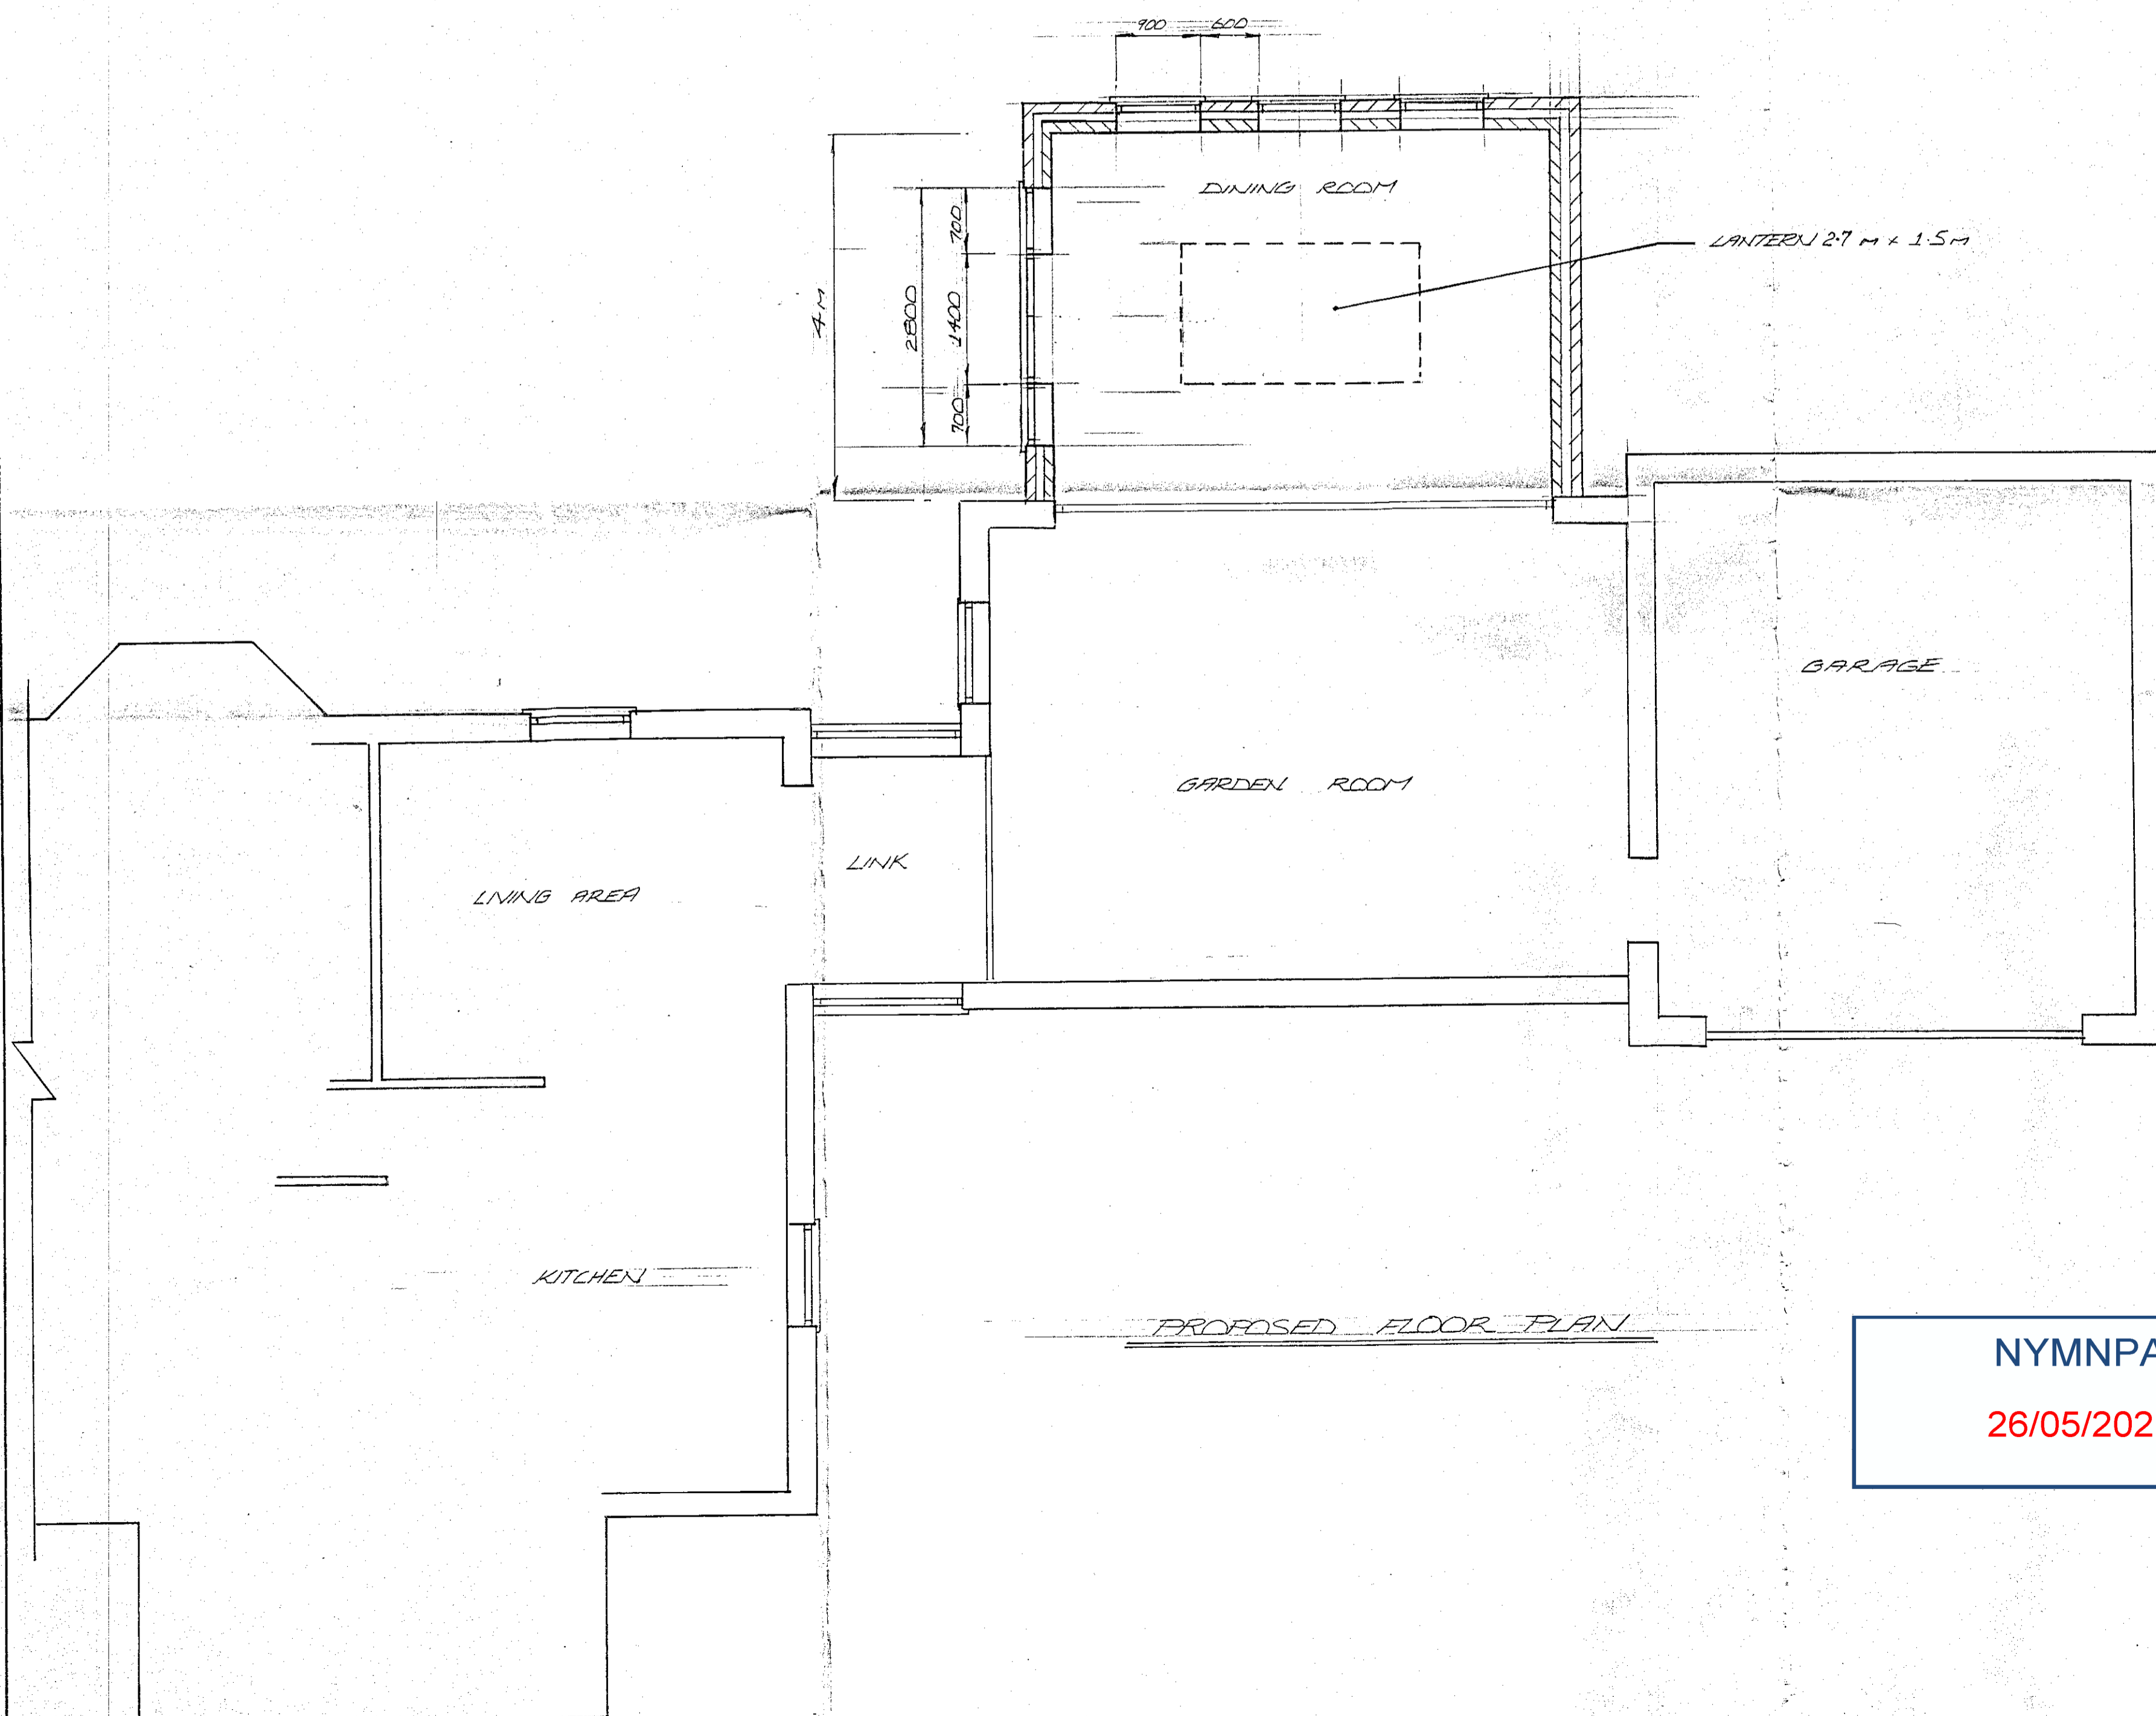 900 600
DINING ROOM
LANTERN 2·7 M x 1·5 M
4 M
2800
700
1400
700
GARAGE
GARDEN ROOM
LINK
LIVING AREA
KITCHEN
PROPOSED FLOOR PLAN
NYMNPA
26/05/202